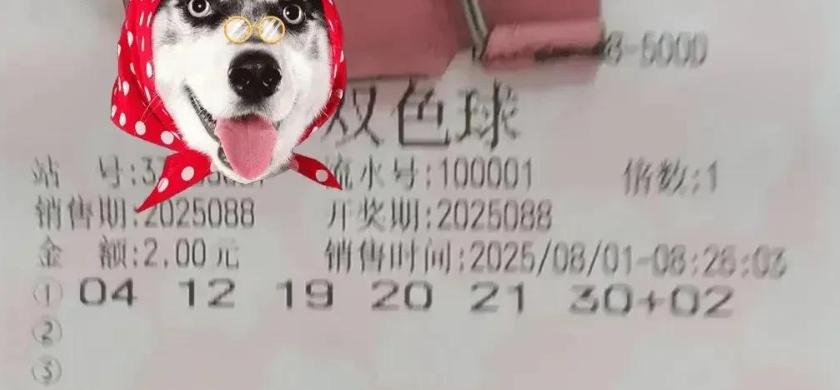 8-5000
双色球
站 号:3 流水号:100001 倍数:1
销售期:2025088 开奖期:2025088
金 额:2.00元 销售时间:2025/08/01-08:26:03
① 04 12 19 20 21 30+02
②
③